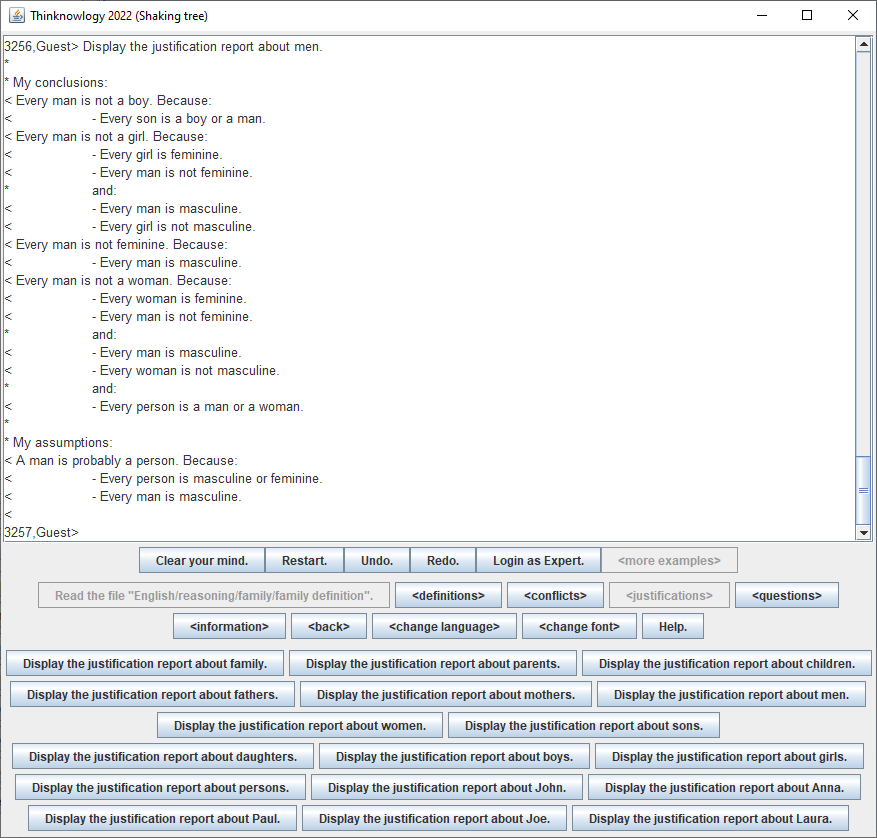 Thinknowlogy 2022 (Shaking tree)
3256,Guest> Display the justification report about men.
*
* My conclusions:
< Every man is not a boy. Because:
< - Every son is a boy or a man.
< Every man is not a girl. Because:
< - Every girl is feminine.
< - Every man is not feminine.
* and:
< - Every man is masculine.
< - Every girl is not masculine.
< Every man is not feminine. Because:
< - Every man is masculine.
< Every man is not a woman. Because:
< - Every woman is feminine.
< - Every man is not feminine.
* and:
< - Every man is masculine.
< - Every woman is not masculine.
* and:
< - Every person is a man or a woman.
*
* My assumptions:
< A man is probably a person. Because:
< - Every person is masculine or feminine.
< - Every man is masculine.
<
3257,Guest>
Clear your mind. Restart. Undo. Redo. Login as Expert. <more examples>
Read the file "English/reasoning/family/family definition". <definitions> <conflicts> <justifications> <questions>
<information> <back> <change language> <change font> Help.
Display the justification report about family. Display the justification report about parents. Display the justification report about children.
Display the justification report about fathers. Display the justification report about mothers. Display the justification report about men.
Display the justification report about women. Display the justification report about sons.
Display the justification report about daughters. Display the justification report about boys. Display the justification report about girls.
Display the justification report about persons. Display the justification report about John. Display the justification report about Anna.
Display the justification report about Paul. Display the justification report about Joe. Display the justification report about Laura.